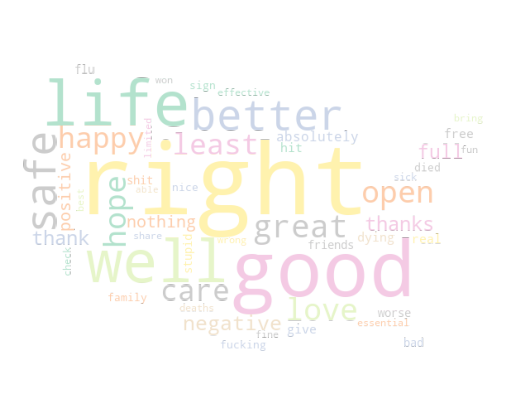 flu
won
sign
effective
life
better
bring
limited
happy
least
absolutely
free
safe
positive
right
hit
full
fun
died
shit
able
nice
sick
best
hope
open
nothing
great
thanks
thank
share
friends
dying
real
stupid
well
good
check
care
love
family
deaths
worse
essential
negative
give
fine
fucking
bad